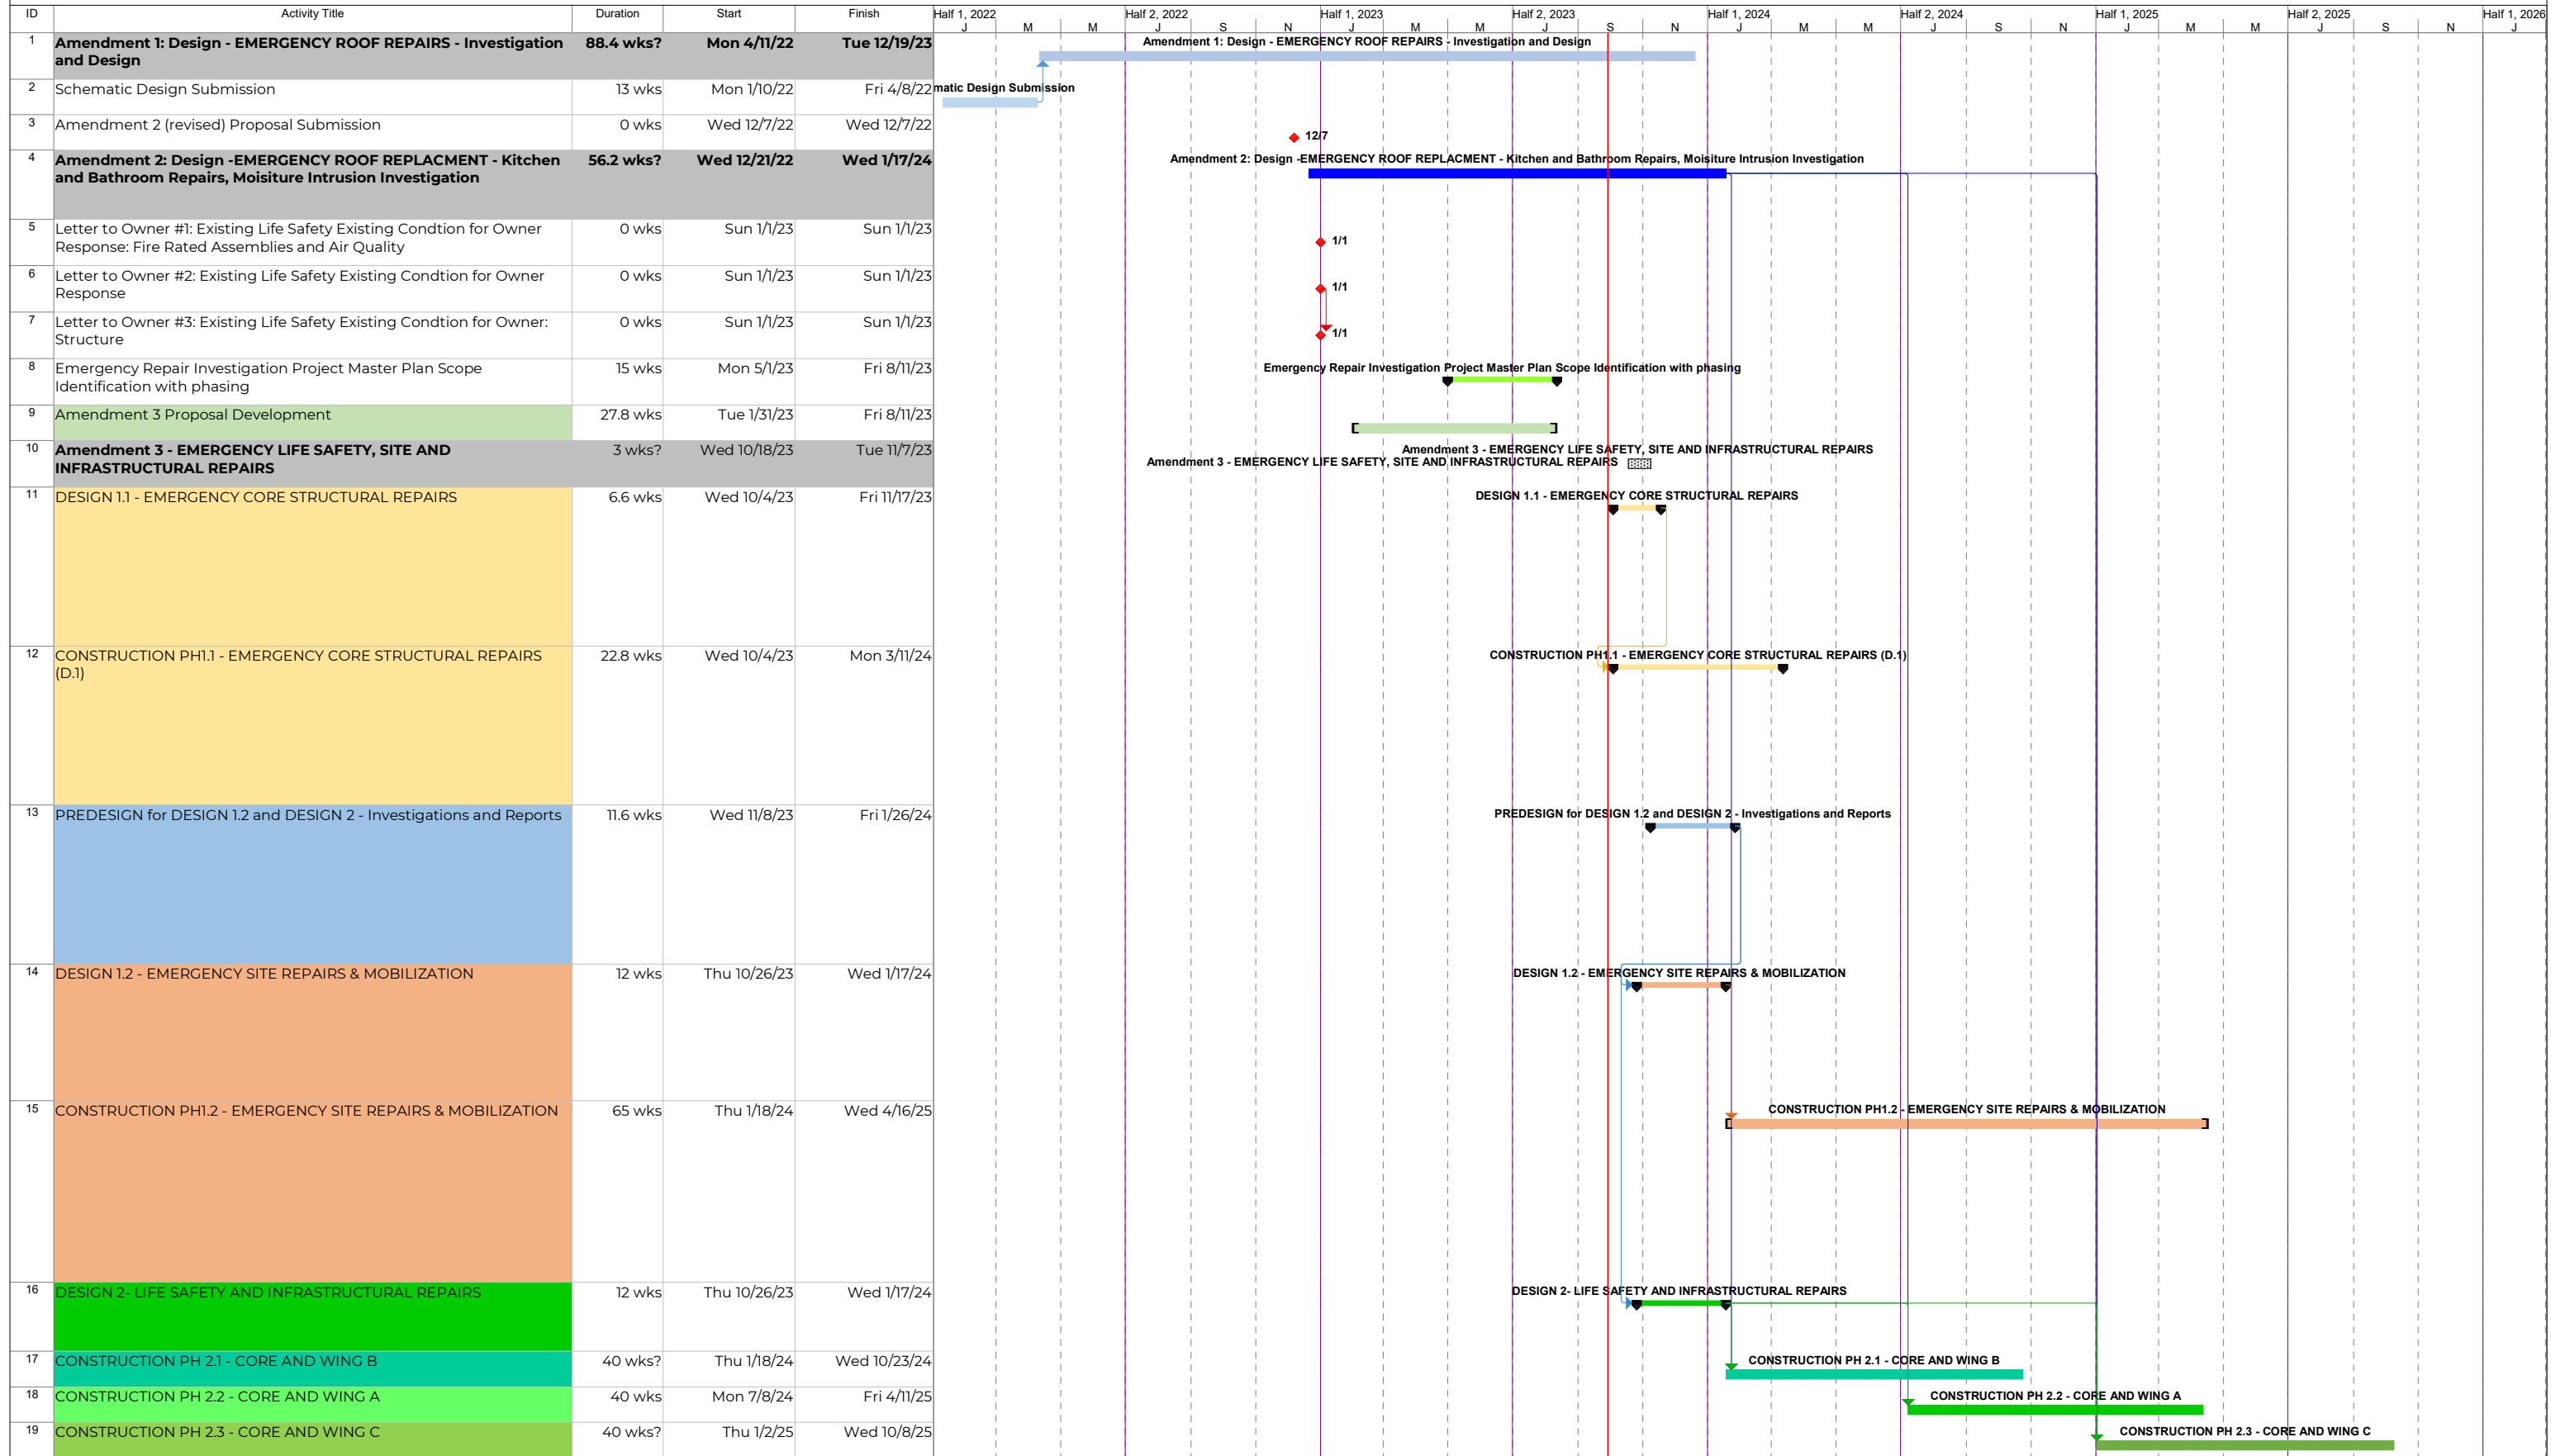 ID Activity Title Duration Start Finish Half 1, 2022 Half 2, 2022 Half 1, 2023 Half 2, 2023 Half 1, 2024 Half 2, 2024 Half 1, 2025 Half 2, 2025 Half 1, 2026
J M M J S N J M M J S N J M M J S N J M M J S N J
1 Amendment 1: Design - EMERGENCY ROOF REPAIRS - Investigation 88.4 wks? Mon 4/11/22 Tue 12/19/23 Amendment 1: Design - EMERGENCY ROOF REPAIRS - Investigation and Design
and Design
2 Schematic Design Submission 13 wks Mon 1/10/22 Fri 4/8/22 matic Design Submission
3 Amendment 2 (revised) Proposal Submission 0 wks Wed 12/7/22 Wed 12/7/22
12/7
4 Amendment 2: Design -EMERGENCY ROOF REPLACMENT - Kitchen 56.2 wks? Wed 12/21/22 Wed 1/17/24 Amendment 2: Design -EMERGENCY ROOF REPLACMENT - Kitchen and Bathroom Repairs, Moisiture Intrusion Investigation
and Bathroom Repairs, Moisiture Intrusion Investigation
5 Letter to Owner #1: Existing Life Safety Existing Condtion for Owner 0 wks Sun 1/1/23 Sun 1/1/23
Response: Fire Rated Assemblies and Air Quality 1/1
6 Letter to Owner #2: Existing Life Safety Existing Condtion for Owner 0 wks Sun 1/1/23 Sun 1/1/23
Response 1/1
7 Letter to Owner #3: Existing Life Safety Existing Condtion for Owner: 0 wks Sun 1/1/23 Sun 1/1/23
Structure 1/1
8 Emergency Repair Investigation Project Master Plan Scope 15 wks Mon 5/1/23 Fri 8/11/23 Emergency Repair Investigation Project Master Plan Scope Identification with phasing
Identification with phasing
9 Amendment 3 Proposal Development 27.8 wks Tue 1/31/23 Fri 8/11/23
10 Amendment 3 - EMERGENCY LIFE SAFETY, SITE AND 3 wks? Wed 10/18/23 Tue 11/7/23 Amendment 3 - EMERGENCY LIFE SAFETY, SITE AND INFRASTRUCTURAL REPAIRS
INFRASTRUCTURAL REPAIRS Amendment 3 - EMERGENCY LIFE SAFETY, SITE AND INFRASTRUCTURAL REPAIRS
11 DESIGN 1.1 - EMERGENCY CORE STRUCTURAL REPAIRS 6.6 wks Wed 10/4/23 Fri 11/17/23 DESIGN 1.1 - EMERGENCY CORE STRUCTURAL REPAIRS
12 CONSTRUCTION PH1.1 - EMERGENCY CORE STRUCTURAL REPAIRS 22.8 wks Wed 10/4/23 Mon 3/11/24 CONSTRUCTION PH1.1 - EMERGENCY CORE STRUCTURAL REPAIRS (D.1)
(D.1)
13 PREDESIGN for DESIGN 1.2 and DESIGN 2 - Investigations and Reports 11.6 wks Wed 11/8/23 Fri 1/26/24 PREDESIGN for DESIGN 1.2 and DESIGN 2 - Investigations and Reports
14 DESIGN 1.2 - EMERGENCY SITE REPAIRS & MOBILIZATION 12 wks Thu 10/26/23 Wed 1/17/24 DESIGN 1.2 - EMERGENCY SITE REPAIRS & MOBILIZATION
15 CONSTRUCTION PH1.2 - EMERGENCY SITE REPAIRS & MOBILIZATION 65 wks Thu 1/18/24 Wed 4/16/25 CONSTRUCTION PH1.2 - EMERGENCY SITE REPAIRS & MOBILIZATION
16 DESIGN 2- LIFE SAFETY AND INFRASTRUCTURAL REPAIRS 12 wks Thu 10/26/23 Wed 1/17/24 DESIGN 2- LIFE SAFETY AND INFRASTRUCTURAL REPAIRS
17 CONSTRUCTION PH 2.1 - CORE AND WING B 40 wks? Thu 1/18/24 Wed 10/23/24 CONSTRUCTION PH 2.1 - CORE AND WING B
18 CONSTRUCTION PH 2.2 - CORE AND WING A 40 wks Mon 7/8/24 Fri 4/11/25 CONSTRUCTION PH 2.2 - CORE AND WING A
19 CONSTRUCTION PH 2.3 - CORE AND WING C 40 wks? Thu 1/2/25 Wed 10/8/25 CONSTRUCTION PH 2.3 - CORE AND WING C